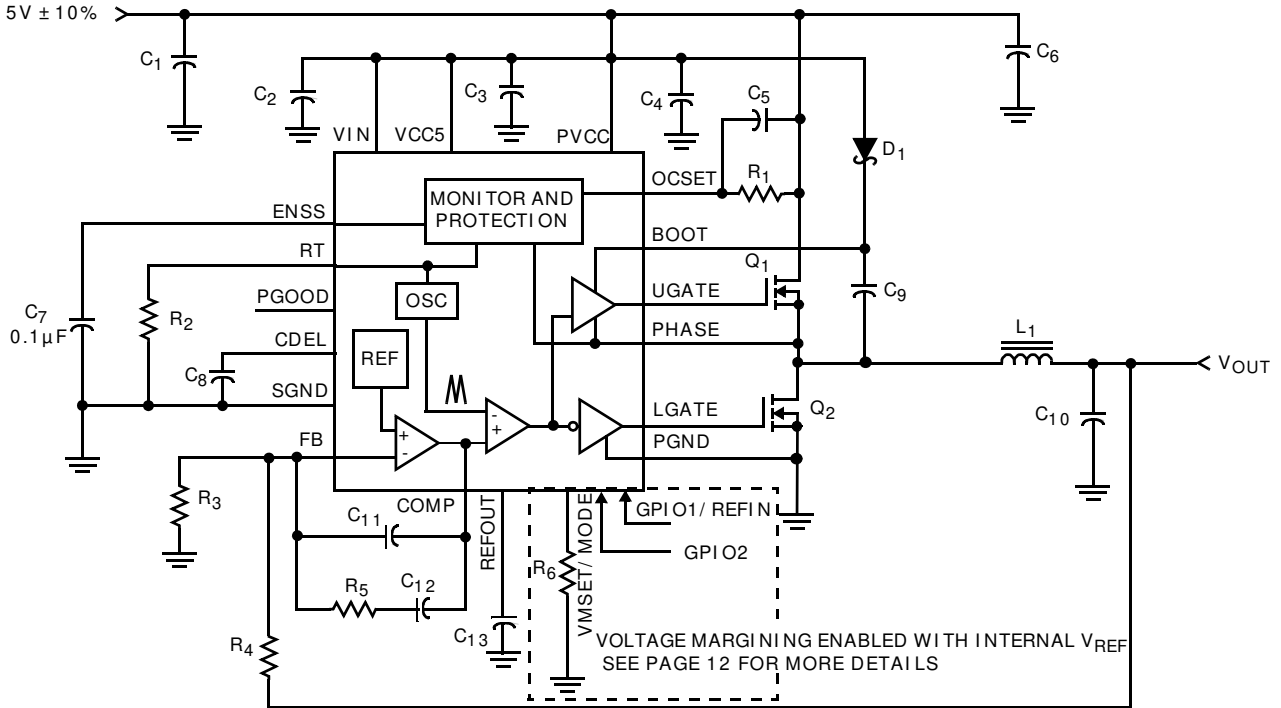 5V ± 10%
C1
C2
C3
C4
C5
C6
VIN
VCC5
PVCC
D1
OCSET
R1
MONITOR AND
PROTECTION
ENSS
BOOT
RT
Q1
OSC
UGATE
C9
PGOOD
C7
0.1µF
R2
PHASE
L1
CDEL
REF
C8
VOUT
SGND
LGATE
Q2
C10
PGND
FB
+
-
-
+
R3
COMP
REFOUT
VMSET/ MODE
GPIO1/ REFIN
GPIO2
C11
R5
C12
R6
R4
C13
VOLTAGE MARGINING ENABLED WITH INTERNAL VREF
SEE PAGE 12 FOR MORE DETAILS